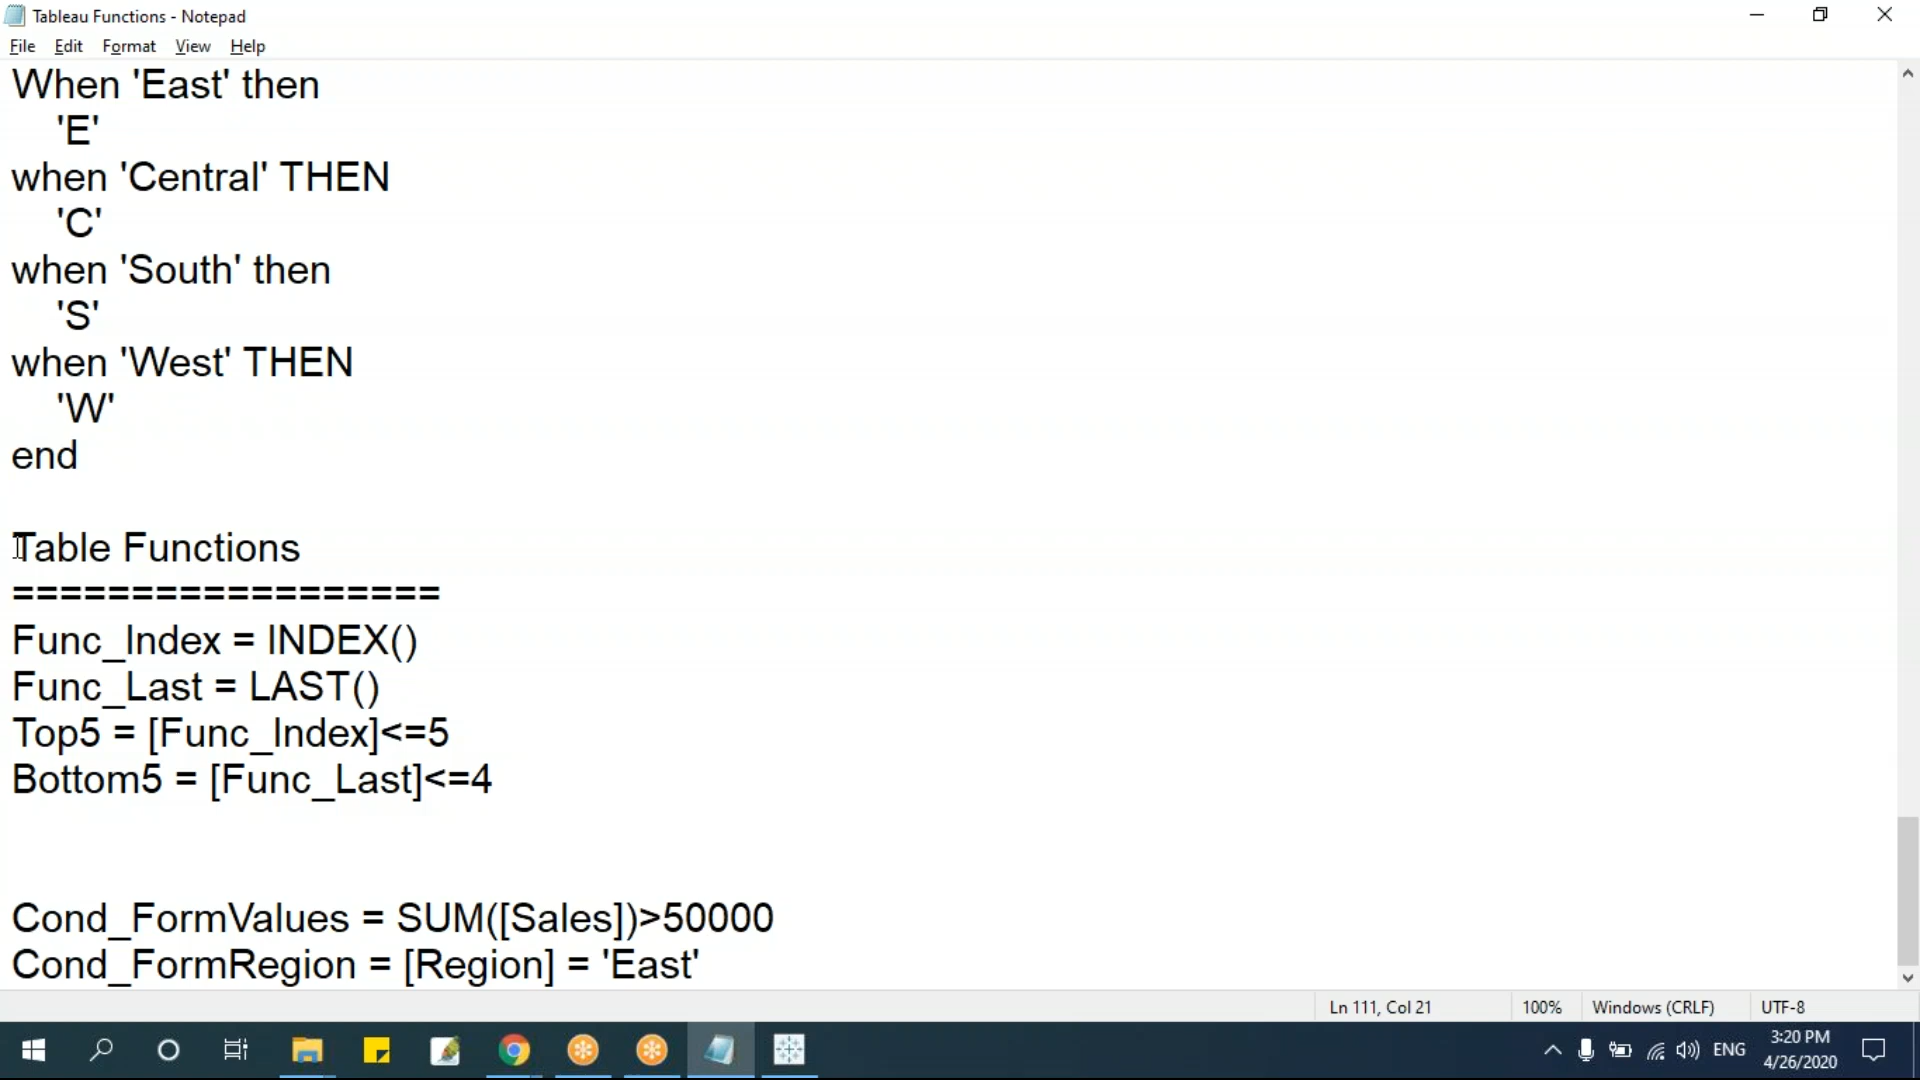 Tableau Functions - Notepad
File Edit Format View Help
When 'East' then
'E'
when 'Central' THEN
'C'
when 'South' then
'S'
when 'West' THEN
'W'
end
Table Functions
==================
Func_Index = INDEX()
Func_Last = LAST()
Top5 = [Func_Index]<=5
Bottom5 = [Func_Last]<=4
Cond_FormValues = SUM([Sales])>50000
Cond_FormRegion = [Region] = 'East'
Ln 111, Col 21 100% Windows (CRLF) UTF-8
ENG
3:20 PM
4/26/2020